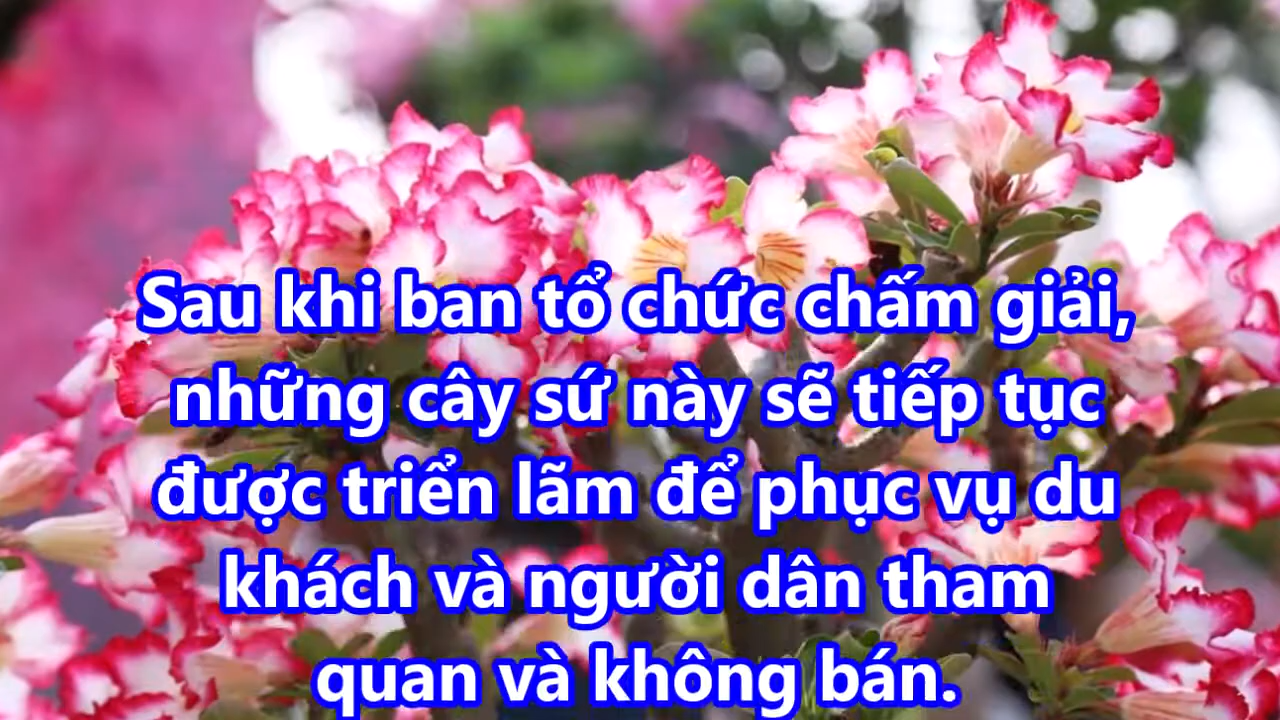 Sau khi ban tổ chức chấm giải,
những cây sứ này sẽ tiếp tục
được triển lãm để phục vụ du
khách và người dân tham
quan và không bán.